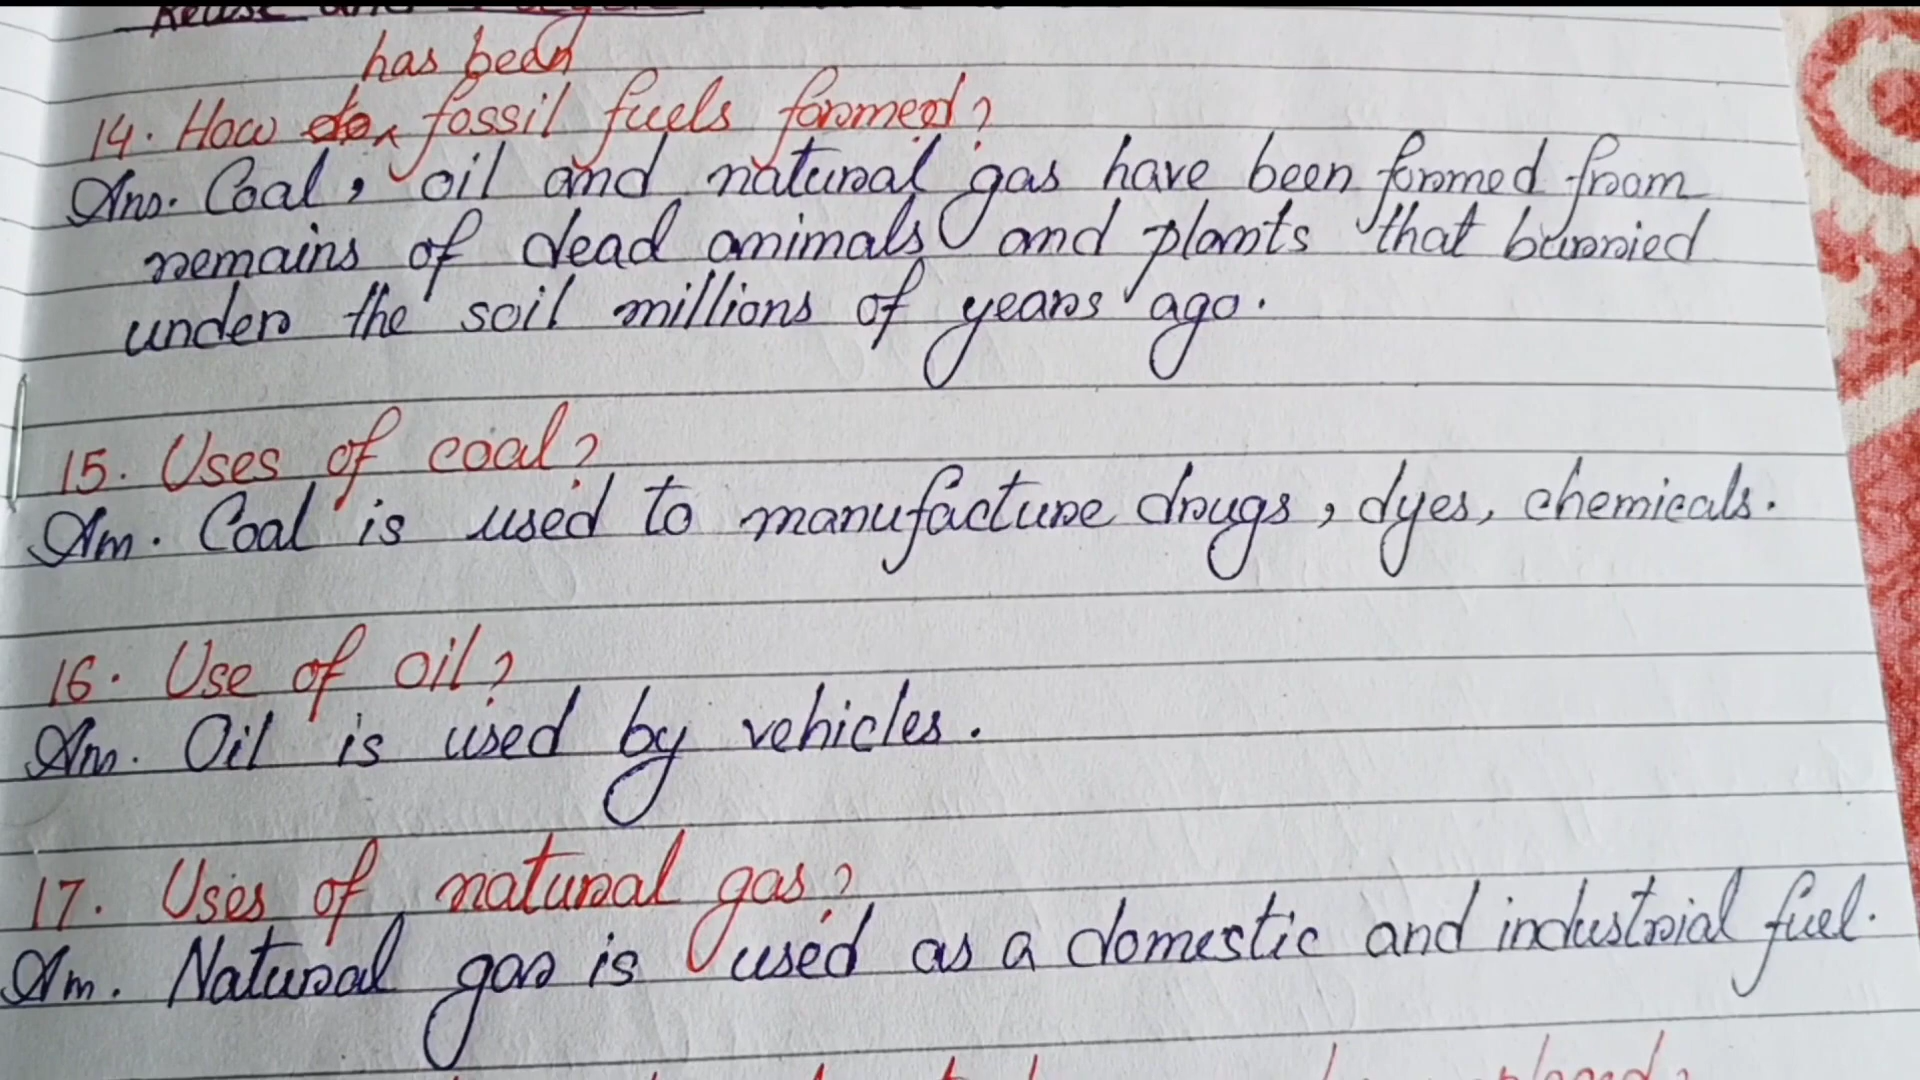 Reuse and
has been
14. How do fossil fuels formed?
Ans. Coal, oil and natural gas have been formed from
remains of dead animals and plants that burried
under the soil millions of years ago.
15. Uses of coal?
Ans. Coal is used to manufacture drugs, dyes, chemicals.
16. Use of oil?
Ans. Oil is used by vehicles.
17. Uses of natural gas?
Ans. Natural gas is used as a domestic and industrial fuel.